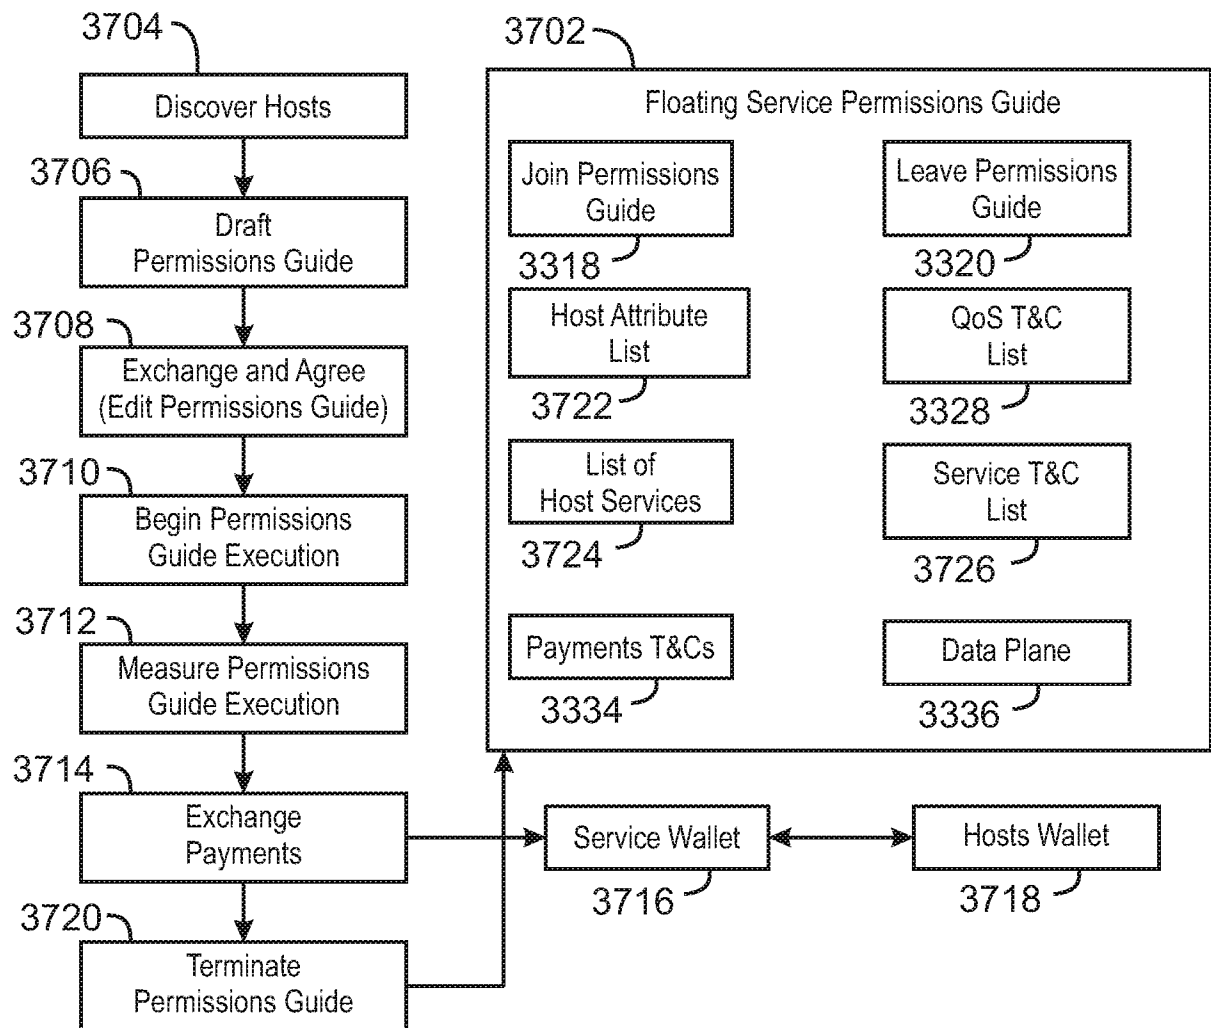 3704
Discover Hosts
3706
Draft
Permissions Guide
3708
Exchange and Agree
(Edit Permissions Guide)
3710
Begin Permissions
Guide Execution
3712
Measure Permissions
Guide Execution
3714
Exchange
Payments
3720
Terminate
Permissions Guide
3702
Floating Service Permissions Guide
Join Permissions
Guide
3318
Leave Permissions
Guide
3320
Host Attribute
List
3722
QoS T&C
List
3328
List of
Host Services
3724
Service T&C
List
3726
Payments T&Cs
3334
Data Plane
3336
Service Wallet
3716
Hosts Wallet
3718